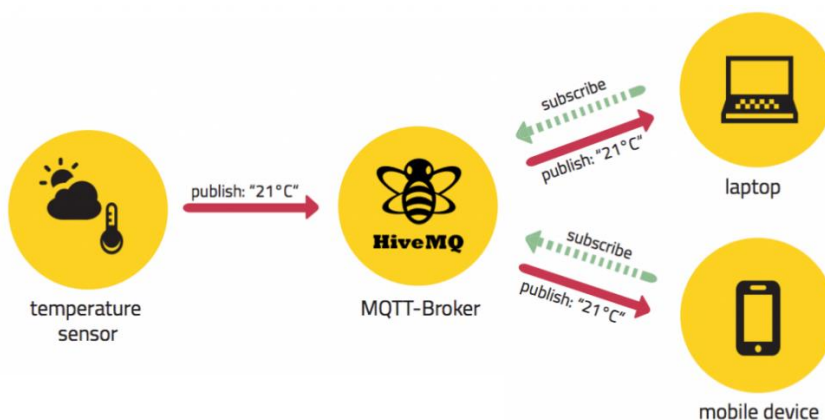 publish: “21°C“
temperature
sensor
HiveMQ
MQTT-Broker
subscribe
publish: “21°C“
laptop
subscribe
publish: “21°C“
mobile device